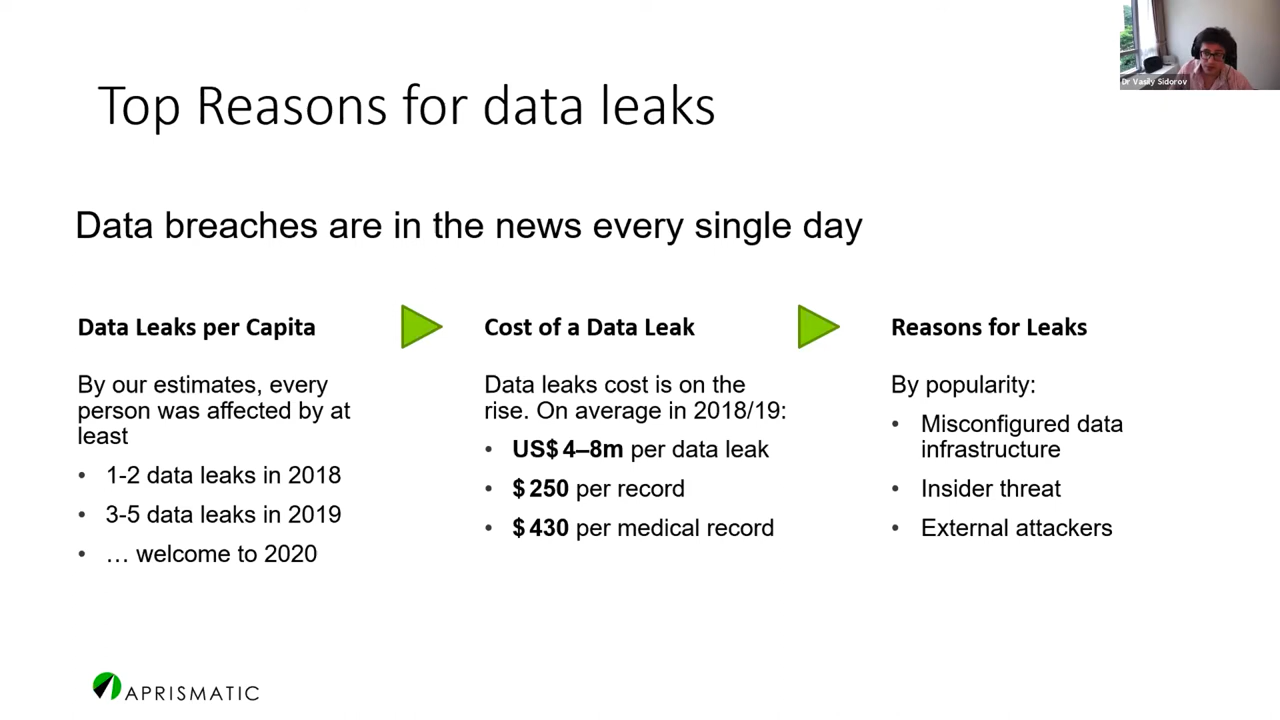 Dr Vasily Sidorov
Top Reasons for data leaks
Data breaches are in the news every single day
Data Leaks per Capita
By our estimates, every
person was affected by at
least
• 1-2 data leaks in 2018
• 3-5 data leaks in 2019
• … welcome to 2020
Cost of a Data Leak
Data leaks cost is on the
rise. On average in 2018/19:
• US$ 4–8m per data leak
• $ 250 per record
• $ 430 per medical record
Reasons for Leaks
By popularity:
• Misconfigured data
infrastructure
• Insider threat
• External attackers
APRISMATIC